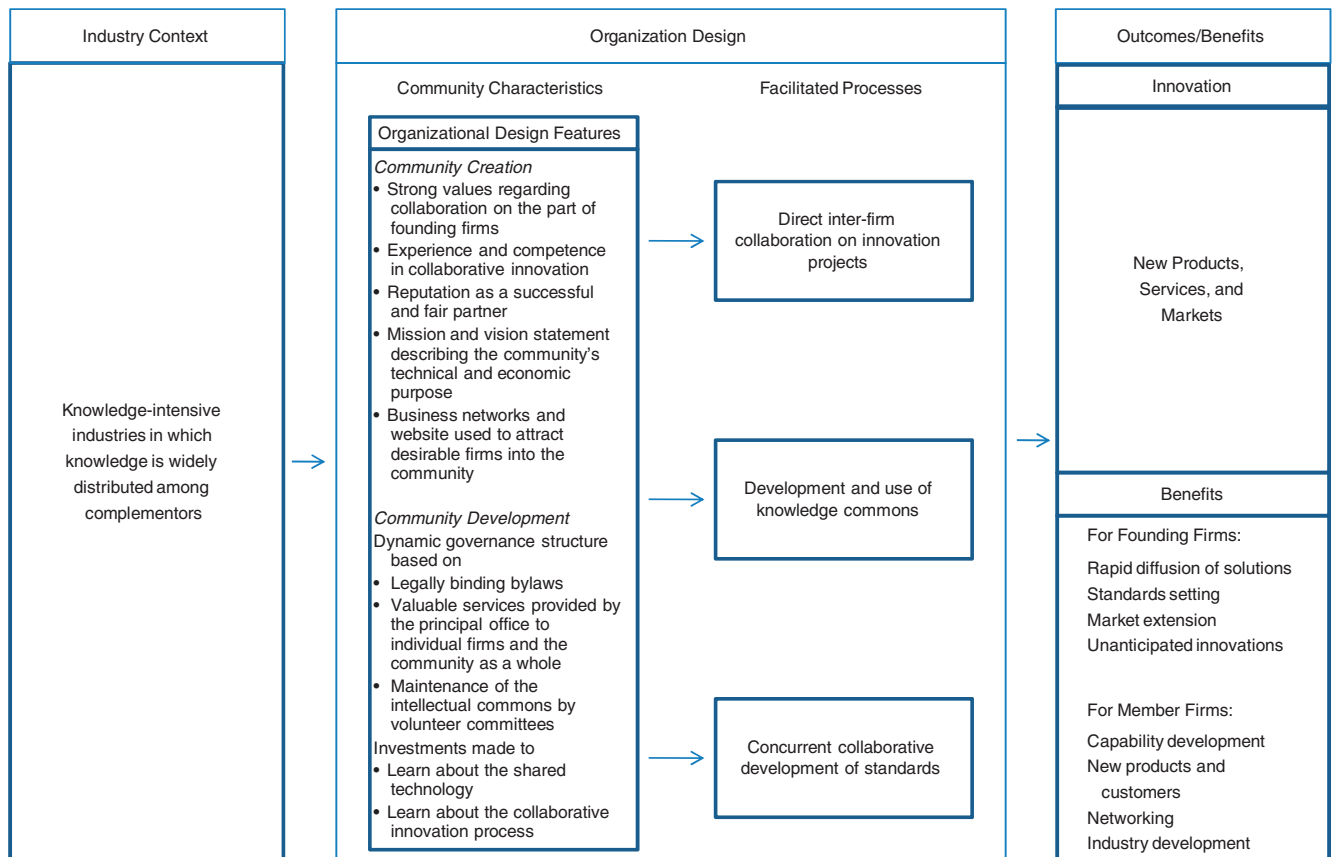 Industry Context
Knowledge-intensive
industries in which
knowledge is widely
distributed among
complementors
Organization Design
Community Characteristics
Organizational Design Features
Community Creation
• Strong values regarding
collaboration on the part of
founding firms
• Experience and competence
in collaborative innovation
• Reputation as a successful
and fair partner
• Mission and vision statement
describing the community's
technical and economic
purpose
• Business networks and
website used to attract
desirable firms into the
community
Community Development
Dynamic governance structure
based on
• Legally binding bylaws
• Valuable services provided by
the principal office to
individual firms and the
community as a whole
• Maintenance of the
intellectual commons by
volunteer committees
Investments made to
• Learn about the shared
technology
• Learn about the collaborative
innovation process
Facilitated Processes
Direct inter-firm
collaboration on innovation
projects
Development and use of
knowledge commons
Concurrent collaborative
development of standards
Outcomes/Benefits
Innovation
New Products,
Services, and
Markets
Benefits
For Founding Firms:
Rapid diffusion of solutions
Standards setting
Market extension
Unanticipated innovations
For Member Firms:
Capability development
New products and
customers
Networking
Industry development